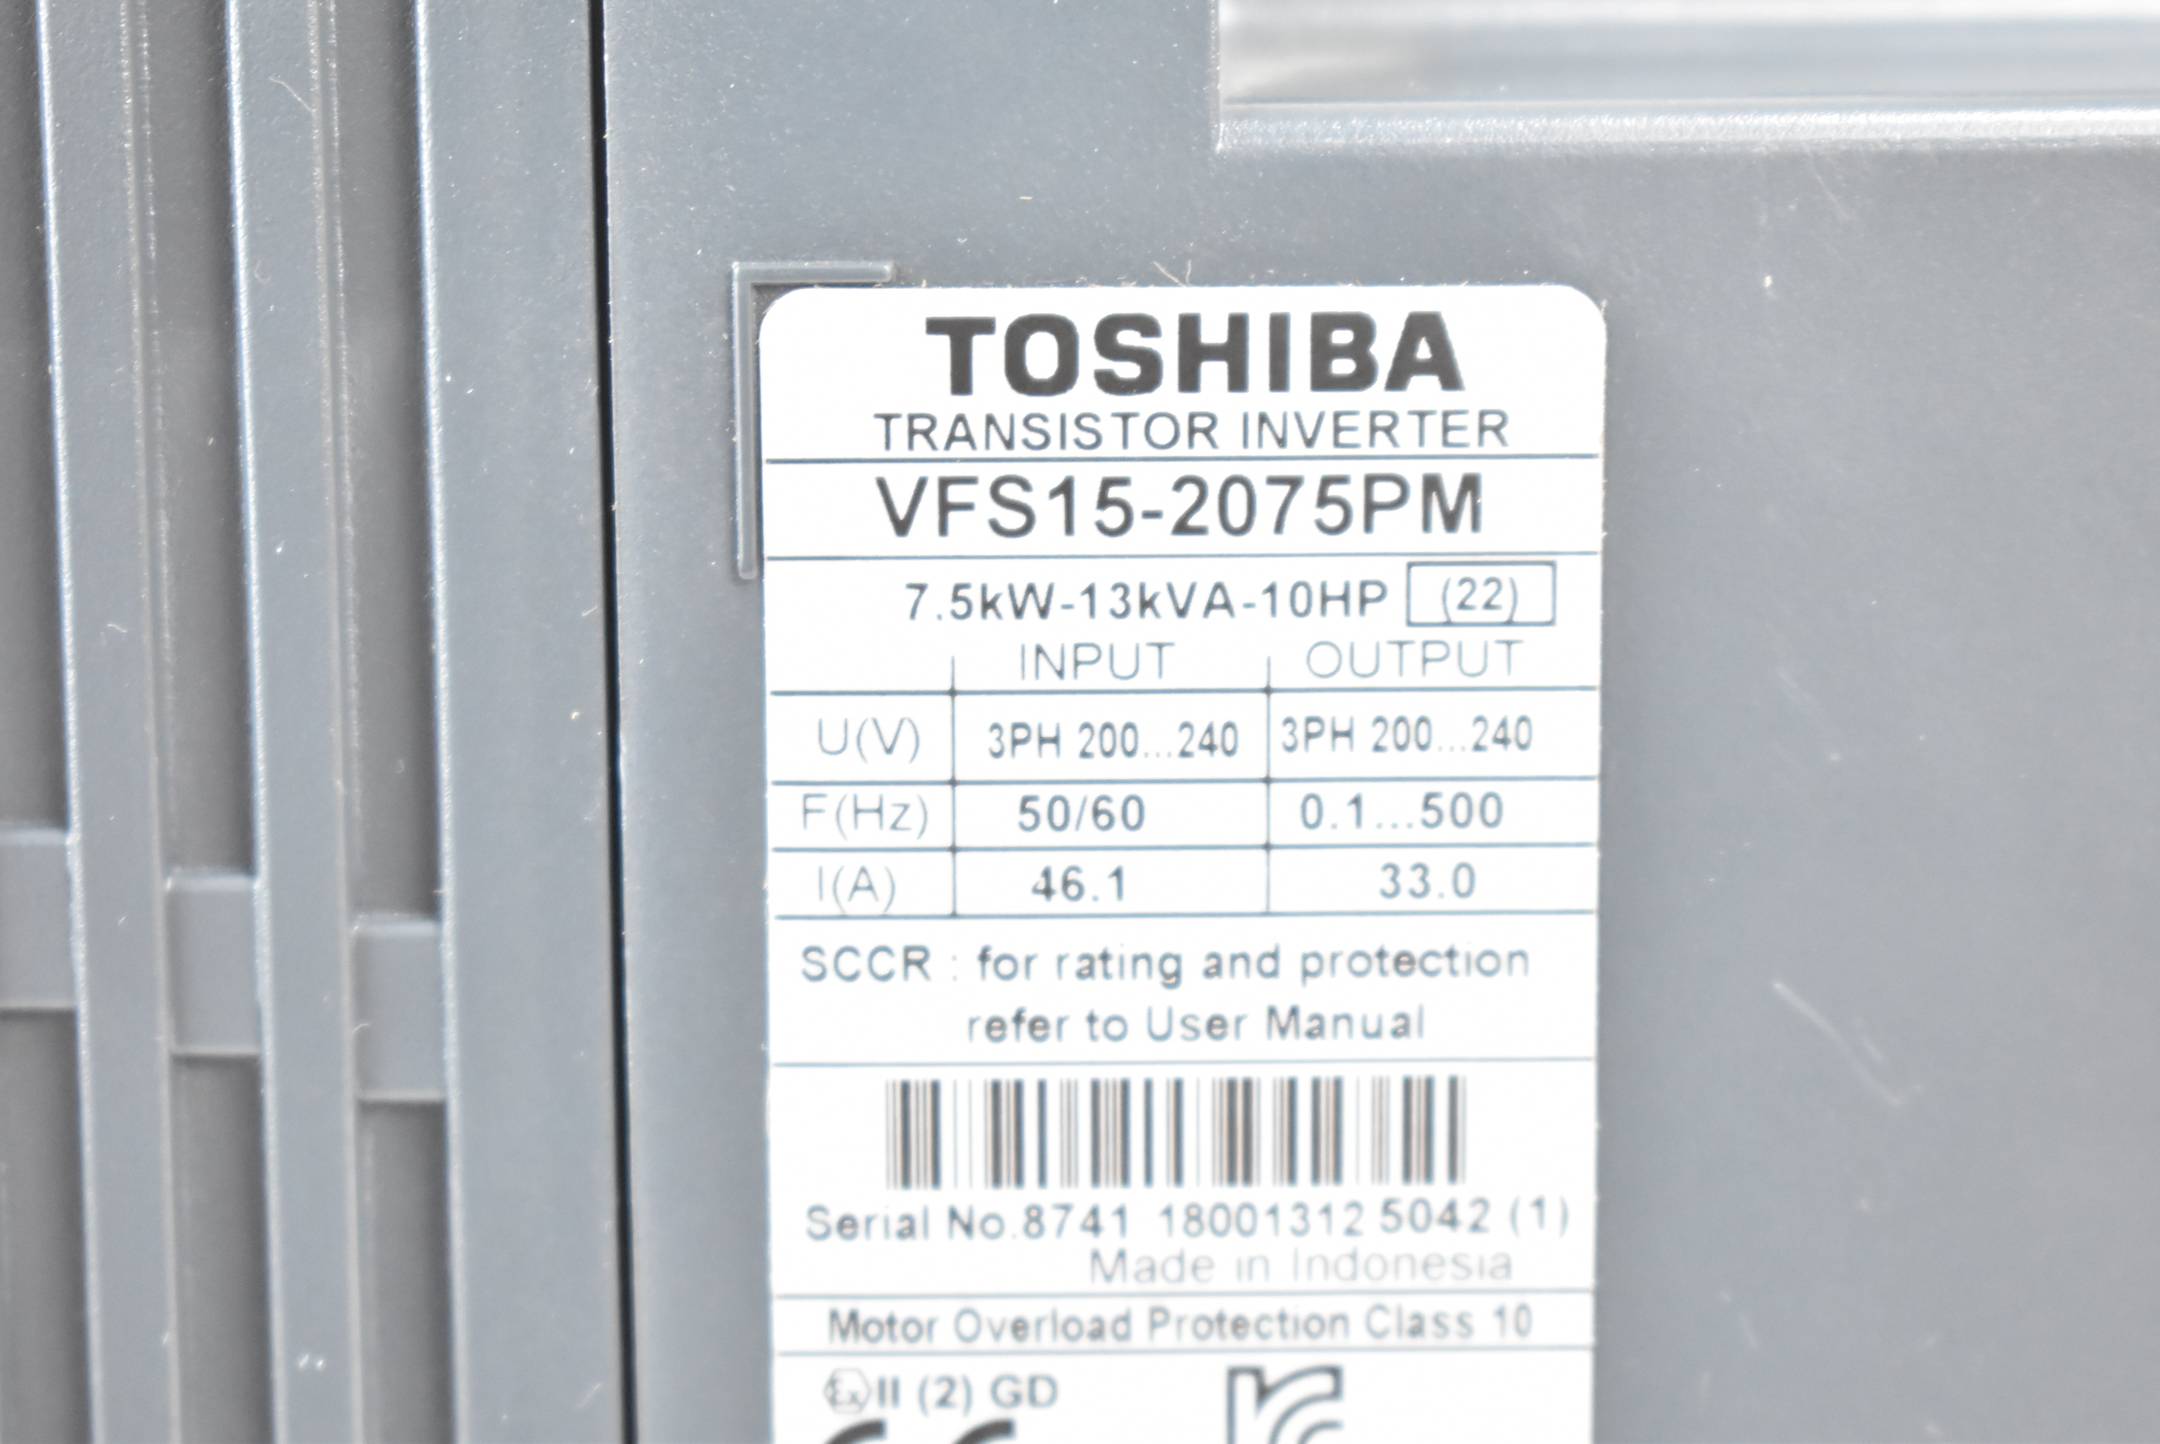 TOSHIBA
TRANSISTOR INVERTER
VFS15-2075PM
7.5kW-13kVA-10HP (22)
INPUT OUTPUT
U(V) 3PH 200...240 3PH 200...240
F(Hz) 50/60 0.1...500
I(A) 46.1 33.0
SCCR : for rating and protection
refer to User Manual
Serial No.8741 18001312 5042 (1)
Made in Indonesia
Motor Overload Protection Class 10
Ex II (2) GD